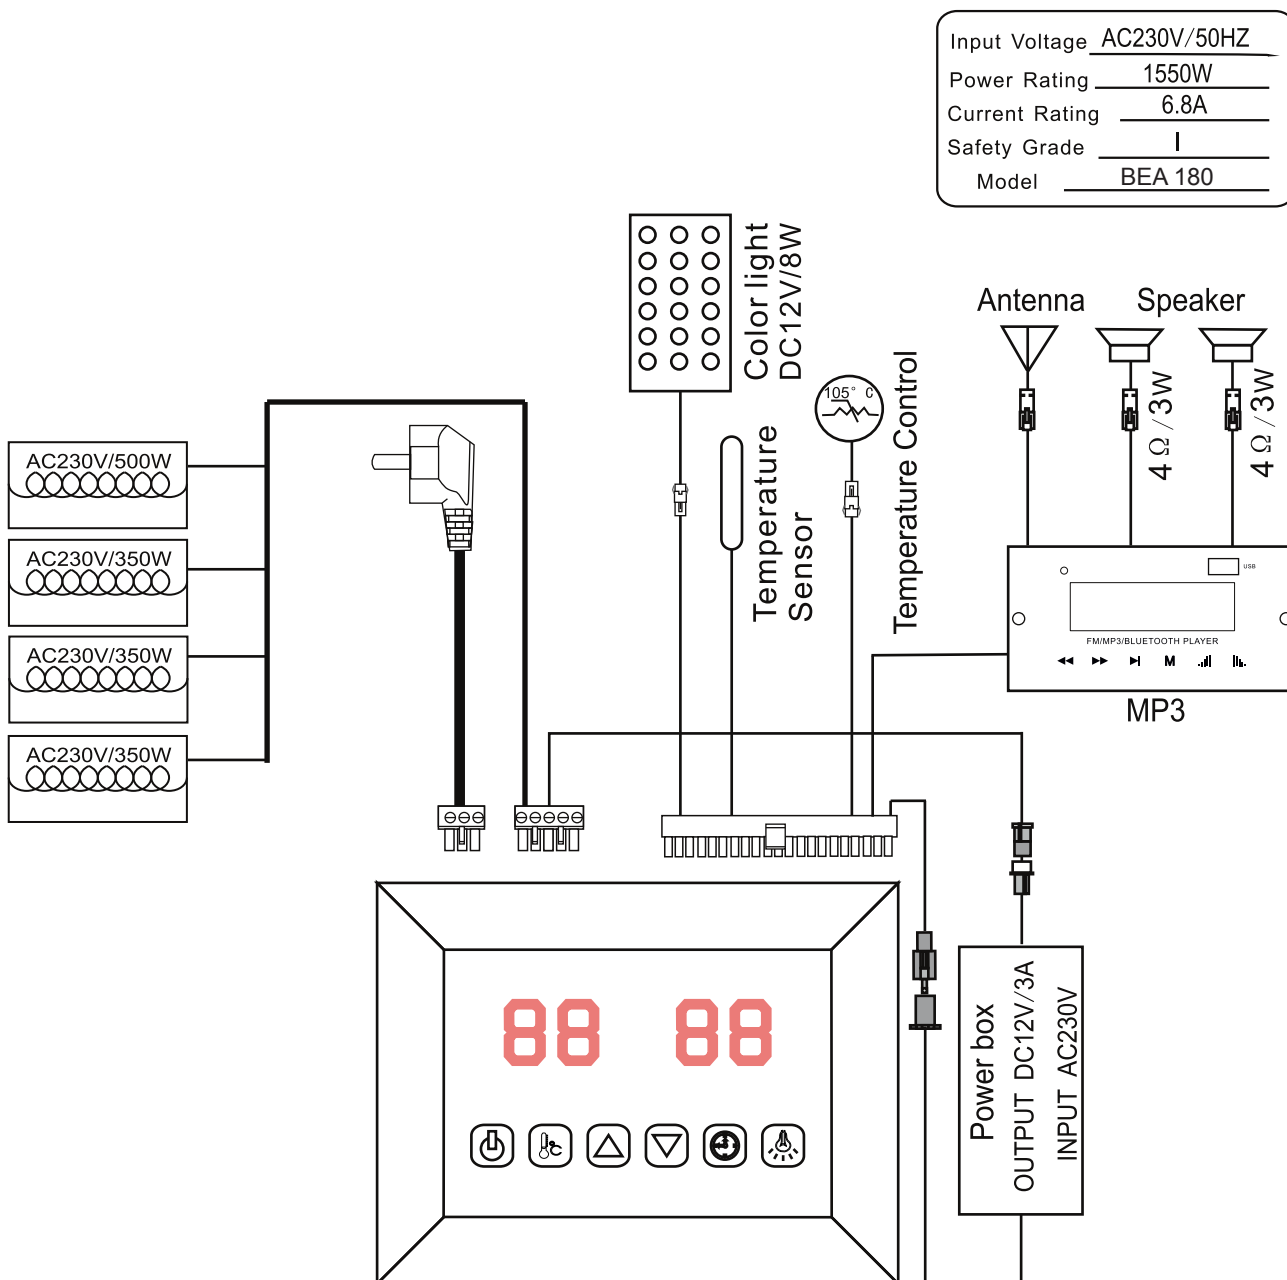 Input Voltage AC230V/50HZ
Power Rating 1550W
Current Rating 6.8A
Safety Grade I
Model BEA 180
Color light
DC12V/8W
Antenna
Speaker
4 Ω/3W
4 Ω/3W
105° C
Temperature Control
Temperature
Sensor
AC230V/500W
AC230V/350W
AC230V/350W
AC230V/350W
USB
FM/MP3/BLUETOOTH PLAYER
M
MP3
88 88
°C
Power box
OUTPUT DC12V/3A
INPUT AC230V